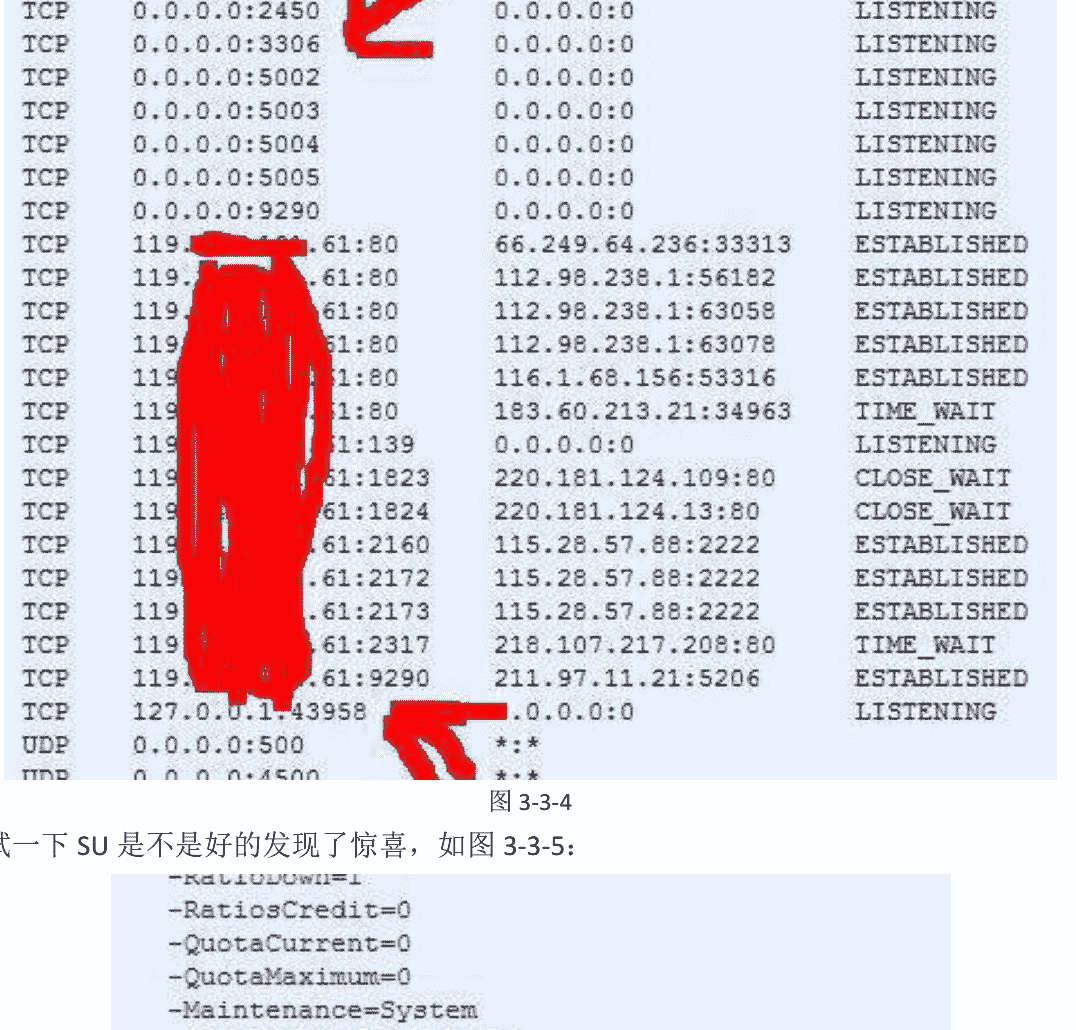 TCP 0.0.0.0:2450 0.0.0.0:0 LISTENING
TCP 0.0.0.0:3306 0.0.0.0:0 LISTENING
TCP 0.0.0.0:5002 0.0.0.0:0 LISTENING
TCP 0.0.0.0:5003 0.0.0.0:0 LISTENING
TCP 0.0.0.0:5004 0.0.0.0:0 LISTENING
TCP 0.0.0.0:5005 0.0.0.0:0 LISTENING
TCP 0.0.0.0:9290 0.0.0.0:0 LISTENING
TCP 119. .61:80 66.249.64.236:33313 ESTABLISHED
TCP 119. .61:80 112.98.238.1:56182 ESTABLISHED
TCP 119. .61:80 112.98.238.1:63058 ESTABLISHED
TCP 119. 61:80 112.98.238.1:63078 ESTABLISHED
TCP 119 1:80 116.1.68.156:53316 ESTABLISHED
TCP 119 61:80 183.60.213.21:34963 TIME_WAIT
TCP 119 1:139 0.0.0.0:0 LISTENING
TCP 119 61:1823 220.181.124.109:80 CLOSE_WAIT
TCP 119 61:1824 220.181.124.13:80 CLOSE_WAIT
TCP 119 .61:2160 115.28.57.88:2222 ESTABLISHED
TCP 119 .61:2172 115.28.57.88:2222 ESTABLISHED
TCP 119 .61:2173 115.28.57.88:2222 ESTABLISHED
TCP 119 .61:2317 218.107.217.208:80 TIME_WAIT
TCP 119. .61:9290 211.97.11.21:5206 ESTABLISHED
TCP 127.0.0.1:43958 .0.0.0:0 LISTENING
UDP 0.0.0.0:500 *:*
UDP 0.0.0.0:4500 *:*
图 3-3-4
试一下 SU 是不是好的发现了惊喜，如图 3-3-5：
-RatioDown=1
-RatiosCredit=0
-QuotaCurrent=0
-QuotaMaximum=0
-Maintenance=System